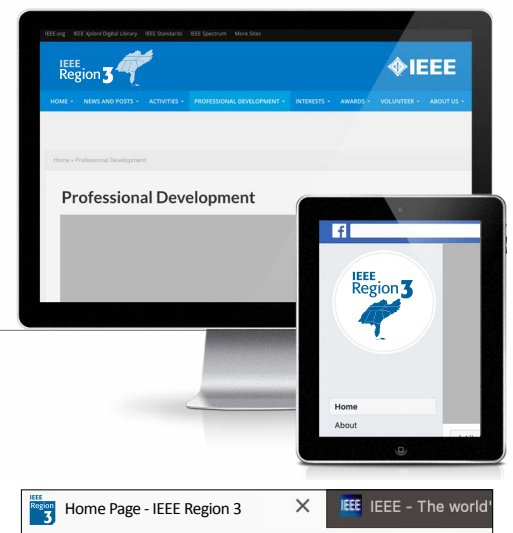 IEEE.org IEEE Xplore Digital Library IEEE Standards IEEE Spectrum More Sites
IEEE
Region 3
IEEE
HOME NEWS AND POSTS ACTIVITIES PROFESSIONAL DEVELOPMENT INTERESTS AWARDS VOLUNTEER ABOUT US
Home » Professional Development
Professional Development
f
IEEE
Region 3
Home
About
IEEE
Region
3
Home Page - IEEE Region 3 ×
IEEE
IEEE - The world'